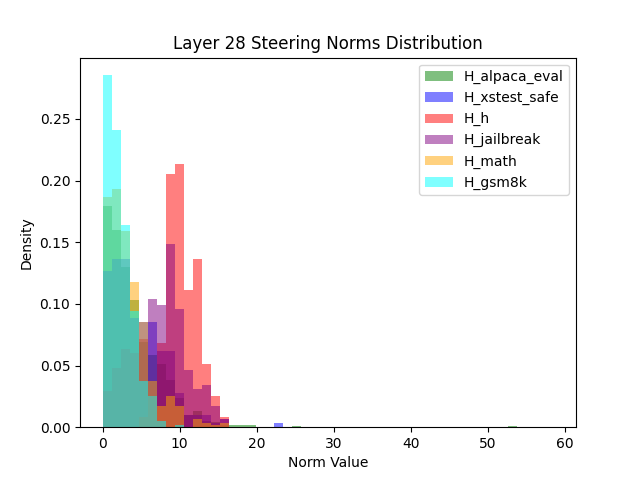 Layer 28 Steering Norms Distribution
H_alpaca_eval
H_xstest_safe
H_h
H_jailbreak
H_math
H_gsm8k
Density
0.25
0.20
0.15
0.10
0.05
0.00
0 10 20 30 40 50 60
Norm Value